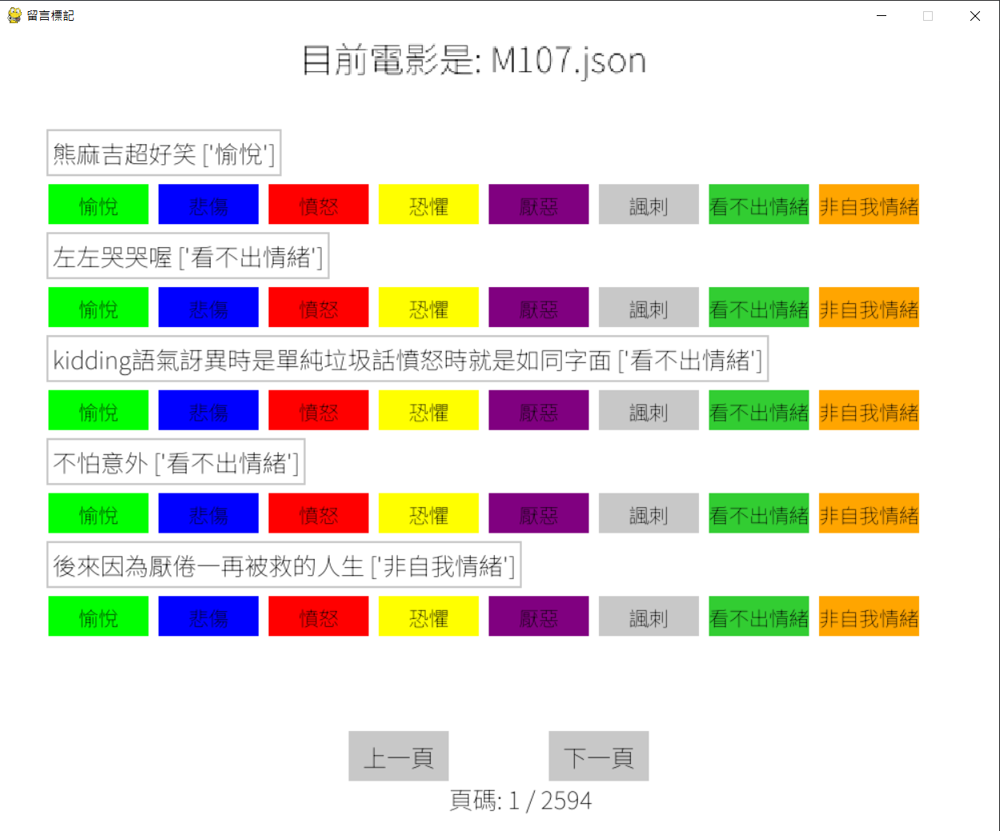 留言標記
目前電影是: M107.json
熊麻吉超好笑 ['愉悅']
愉悅 悲傷 憤怒 恐懼 厭惡 諷刺 看不出情緒 非自我情緒
左左哭哭喔 ['看不出情緒']
愉悅 悲傷 憤怒 恐懼 厭惡 諷刺 看不出情緒 非自我情緒
kidding語氣訝異時是單純垃圾話憤怒時就是如同字面 ['看不出情緒']
愉悅 悲傷 憤怒 恐懼 厭惡 諷刺 看不出情緒 非自我情緒
不怕意外 ['看不出情緒']
愉悅 悲傷 憤怒 恐懼 厭惡 諷刺 看不出情緒 非自我情緒
後來因為厭倦一再被救的人生 ['非自我情緒']
愉悅 悲傷 憤怒 恐懼 厭惡 諷刺 看不出情緒 非自我情緒
上一頁 下一頁
頁碼: 1 / 2594